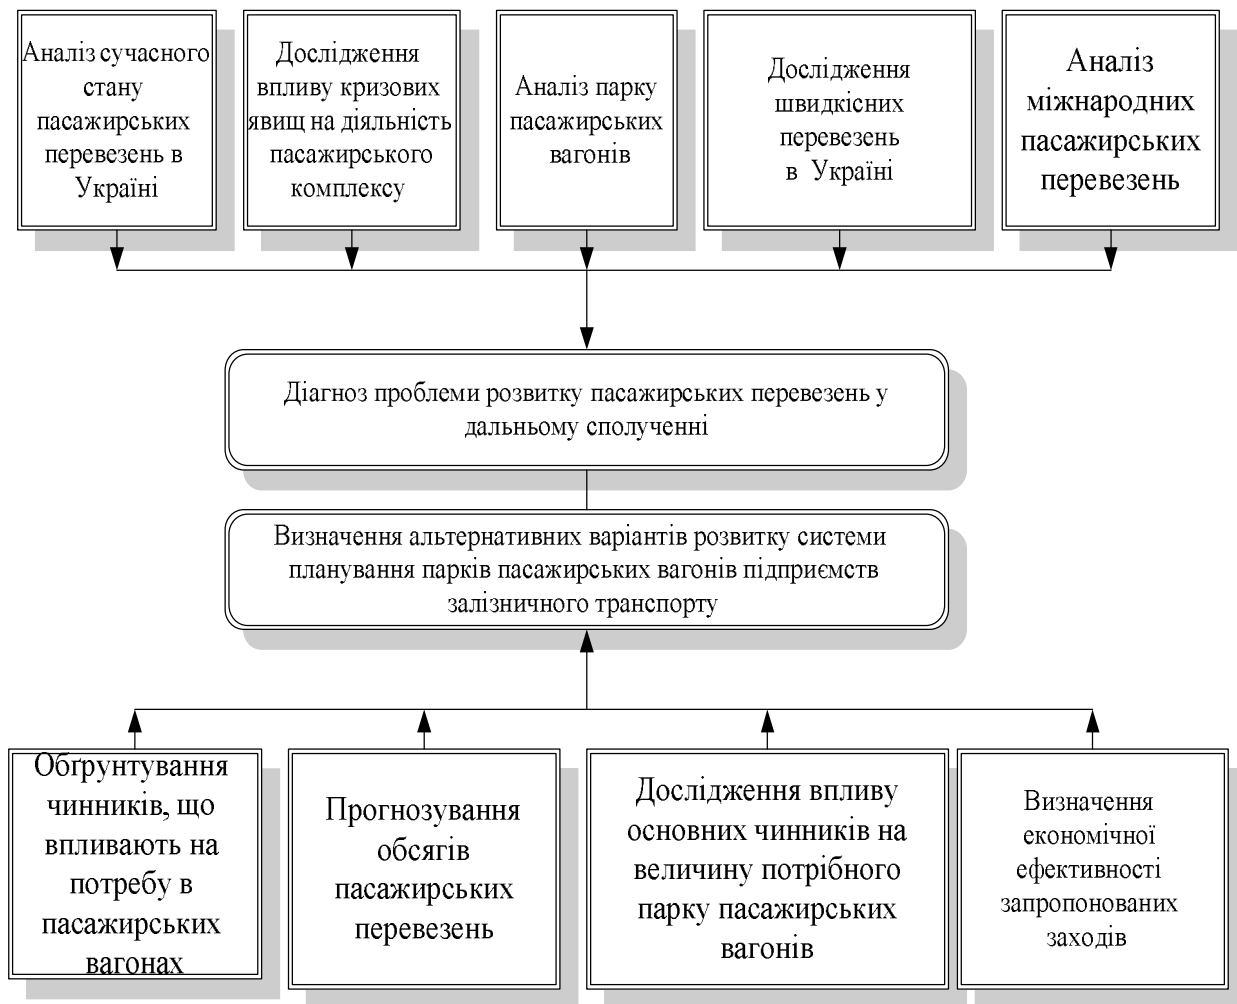 Аналіз сучасного
стану
пасажирських
перевезень в
Україні
Дослідження
впливу кризових
явищ на діяльність
пасажирського
комплексу
Аналіз парку
пасажирських
вагонів
Дослідження
швидкісних
перевезень
в Україні
Аналіз
міжнародних
пасажирських
перевезень
Діагноз проблеми розвитку пасажирських перевезень у
дальньому сполученні
Визначення альтернативних варіантів розвитку системи
планування парків пасажирських вагонів підприємств
залізничного транспорту
Обґрунтування
чинників, що
впливають на
потребу в
пасажирських
вагонах
Прогнозування
обсягів
пасажирських
перевезень
Дослідження впливу
основних чинників на
величину потрібного
парку пасажирських
вагонів
Визначення
економічної
ефективності
запропонованих
заходів